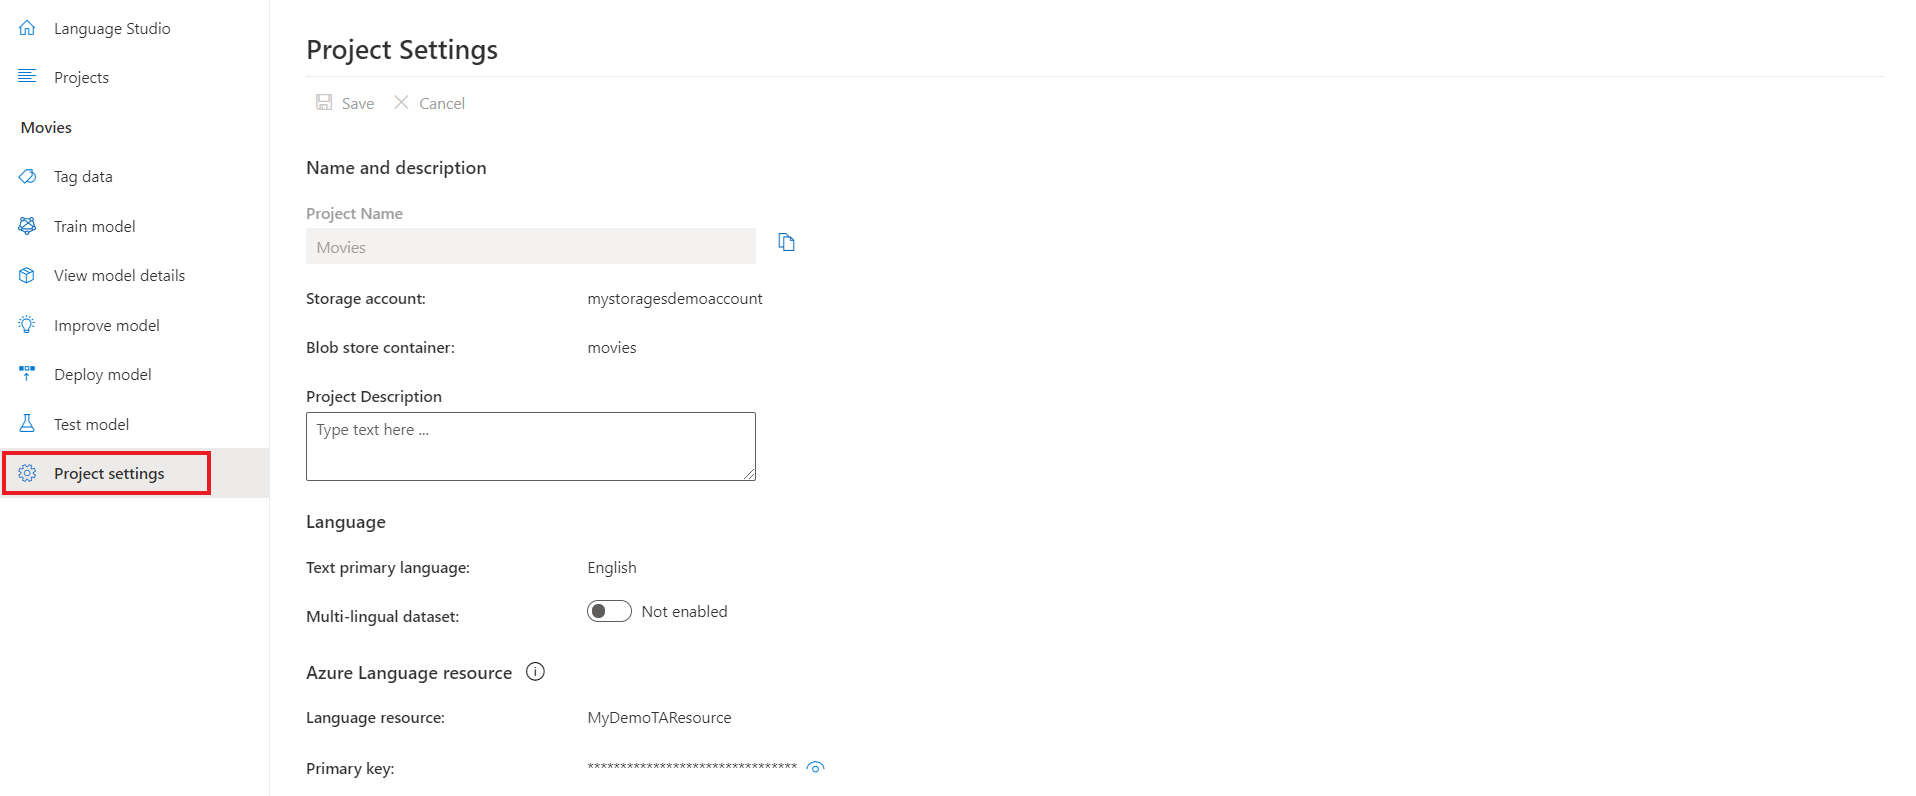 Language Studio
Projects
Movies
Tag data
Train model
View model details
Improve model
Deploy model
Test model
Project settings
Project Settings
Save Cancel
Name and description
Project Name
Movies
Storage account: mystoragesdemoaccount
Blob store container: movies
Project Description
Type text here ...
Language
Text primary language: English
Multi-lingual dataset: Not enabled
Azure Language resource
Language resource: MyDemoTAResource
Primary key: ********************************